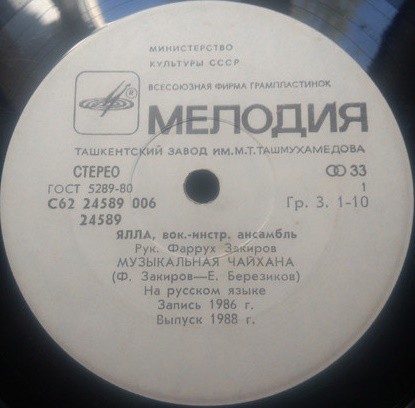 МИНИСТЕРСТВО
КУЛЬТУРЫ СССР
ВСЕСОЮЗНАЯ ФИРМА ГРАМПЛАСТИНОК
МЕЛОДИЯ
ТАШКЕНТСКИЙ ЗАВОД ИМ.М.Т.ТАШМУХАМЕДОВА
СТЕРЕО 33
ГОСТ 5289-80 1
С62 24589 006 Гр. 3. 1-10
24589
ЯЛЛА, вок.-инстр. ансамбль
Рук. Фаррух Закиров
МУЗЫКАЛЬНАЯ ЧАЙХАНА
(Ф. Закиров—Е. Березиков)
На русском языке
Запись 1986 г.
Выпуск 1988 г.